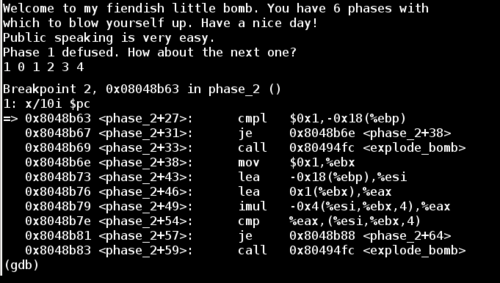 Welcome to my fiendish little bomb. You have 6 phases with
which to blow yourself up. Have a nice day!
Public speaking is very easy.
Phase 1 defused. How about the next one?
1 0 1 2 3 4
Breakpoint 2, 0x08048b63 in phase_2 ()
1: x/10i $pc
=> 0x8048b63 <phase_2+27>: cmpl $0x1,-0x18(%ebp)
0x8048b67 <phase_2+31>: je 0x8048b6e <phase_2+38>
0x8048b69 <phase_2+33>: call 0x80494fc <explode_bomb>
0x8048b6e <phase_2+38>: mov $0x1,%ebx
0x8048b73 <phase_2+43>: lea -0x18(%ebp),%esi
0x8048b76 <phase_2+46>: lea 0x1(%ebx),%eax
0x8048b79 <phase_2+49>: imul -0x4(%esi,%ebx,4),%eax
0x8048b7e <phase_2+54>: cmp %eax,(%esi,%ebx,4)
0x8048b81 <phase_2+57>: je 0x8048b88 <phase_2+64>
0x8048b83 <phase_2+59>: call 0x80494fc <explode_bomb>
(gdb)